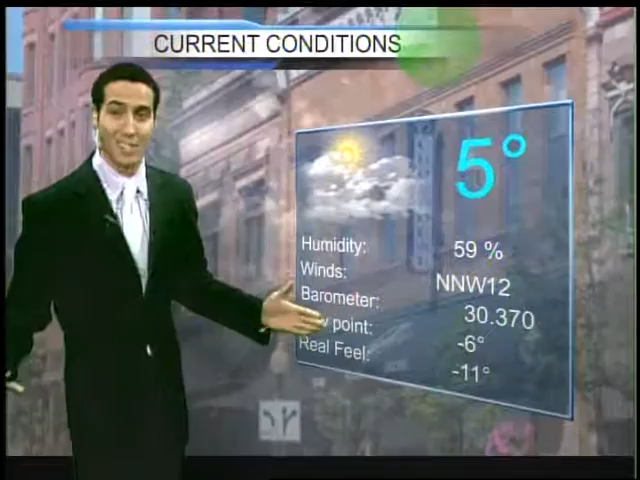 CURRENT CONDITIONS
5°
Humidity: 59 %
Winds: NNW12
Barometer: 30.370
point: -6°
Real Feel: -11°